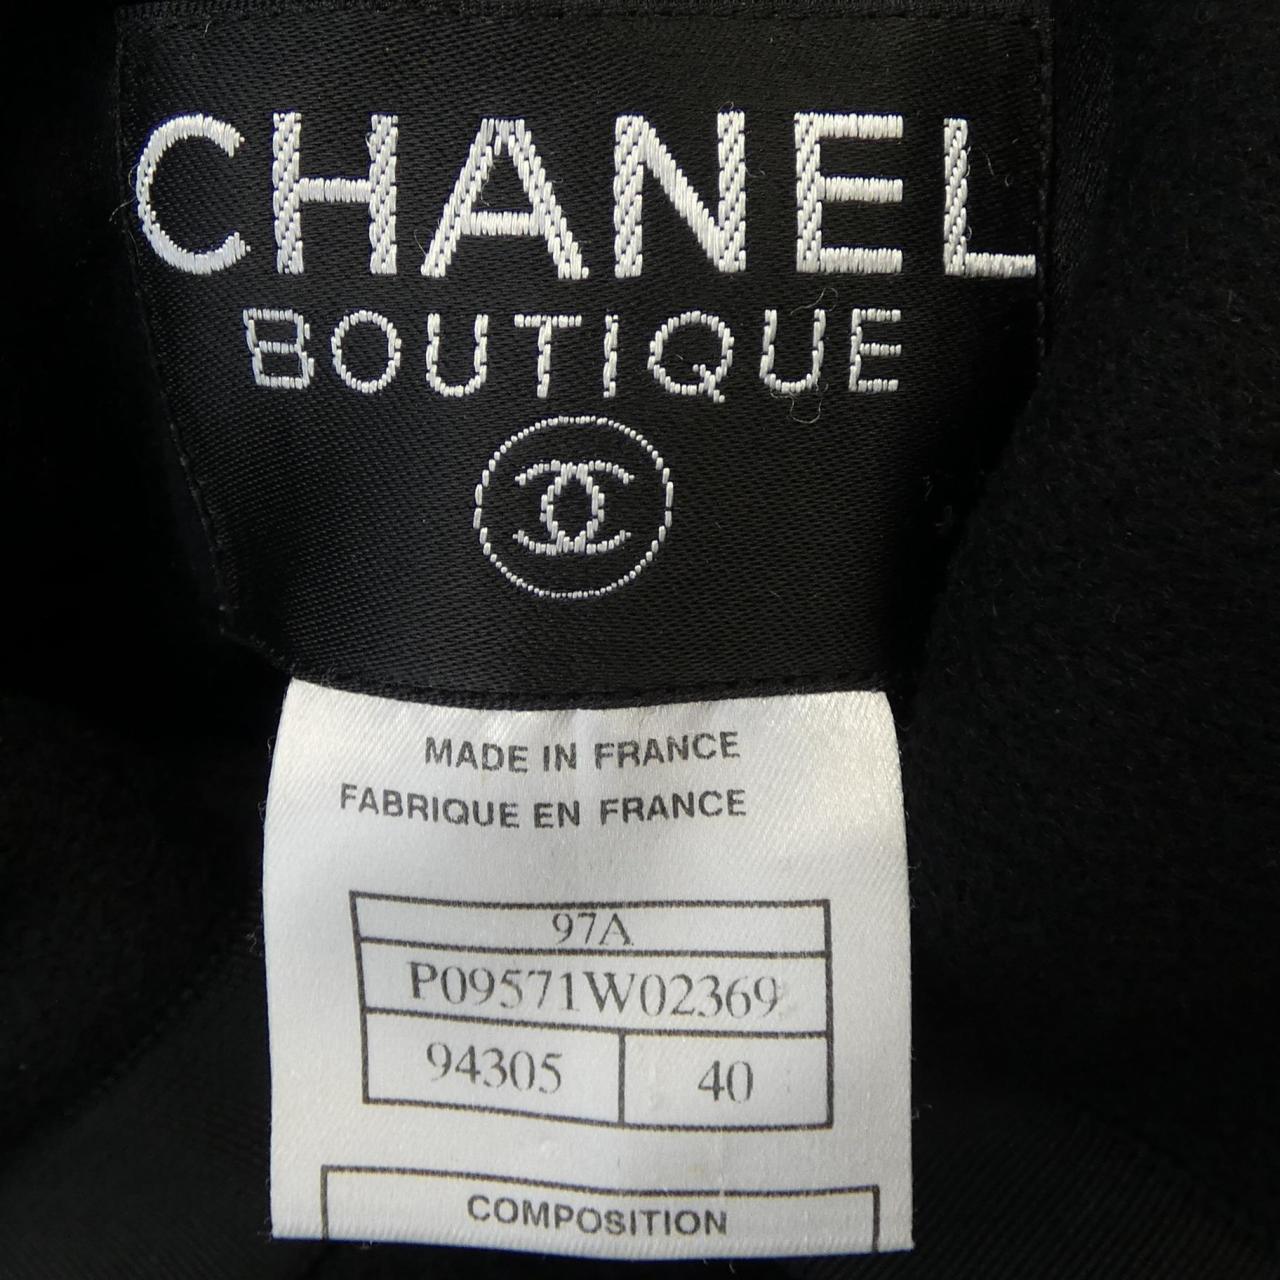 CHANEL
BOUTIQUE
MADE IN FRANCE
FABRIQUE EN FRANCE
97A
P09571W02369
94305 40
COMPOSITION